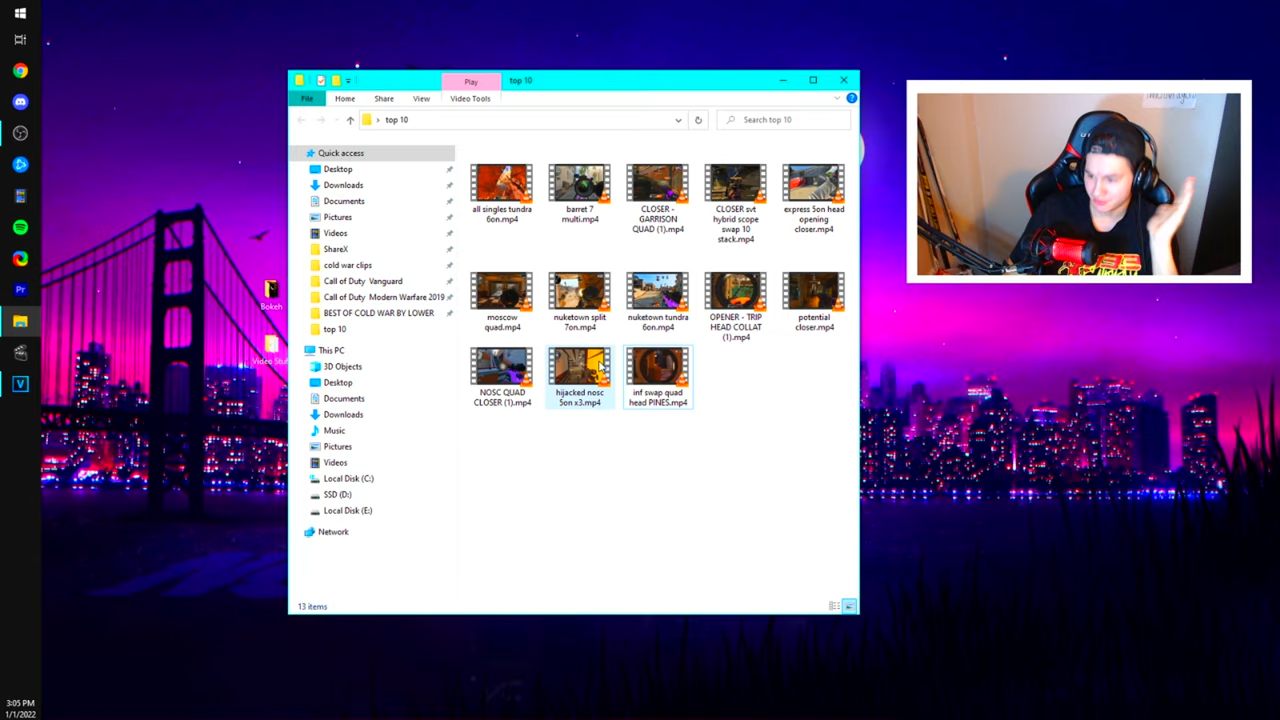 Play
top 10
File
Home
Share
View
Video Tools
top 10
Search top 10
Quick access
Desktop
Downloads
Documents
Pictures
Videos
ShareX
cold war clips
Call of Duty Vanguard
Call of Duty Modern Warfare 2019
BEST OF COLD WAR BY LOWER
top 10
This PC
3D Objects
Desktop
Documents
Downloads
Music
Pictures
Videos
Local Disk (C:)
SSD (D:)
Local Disk (E:)
Network
all singles tundra
6on.mp4
barret 7
multi.mp4
CLOSER -
GARRISON
QUAD (1).mp4
CLOSER svt
hybrid scope
swap 10
stack.mp4
express 5on head
opening
closer.mp4
moscow
quad.mp4
nuketown split
7on.mp4
nuketown tundra
6on.mp4
OPENER - TRIP
HEAD COLLAT
(1).mp4
potential
closer.mp4
NOSC QUAD
CLOSER (1).mp4
hijacked nosc
5on x3.mp4
inf swap quad
head PINES.mp4
13 items
Bokeh
Video Stuf
Pr
V
3:05 PM
1/1/2022